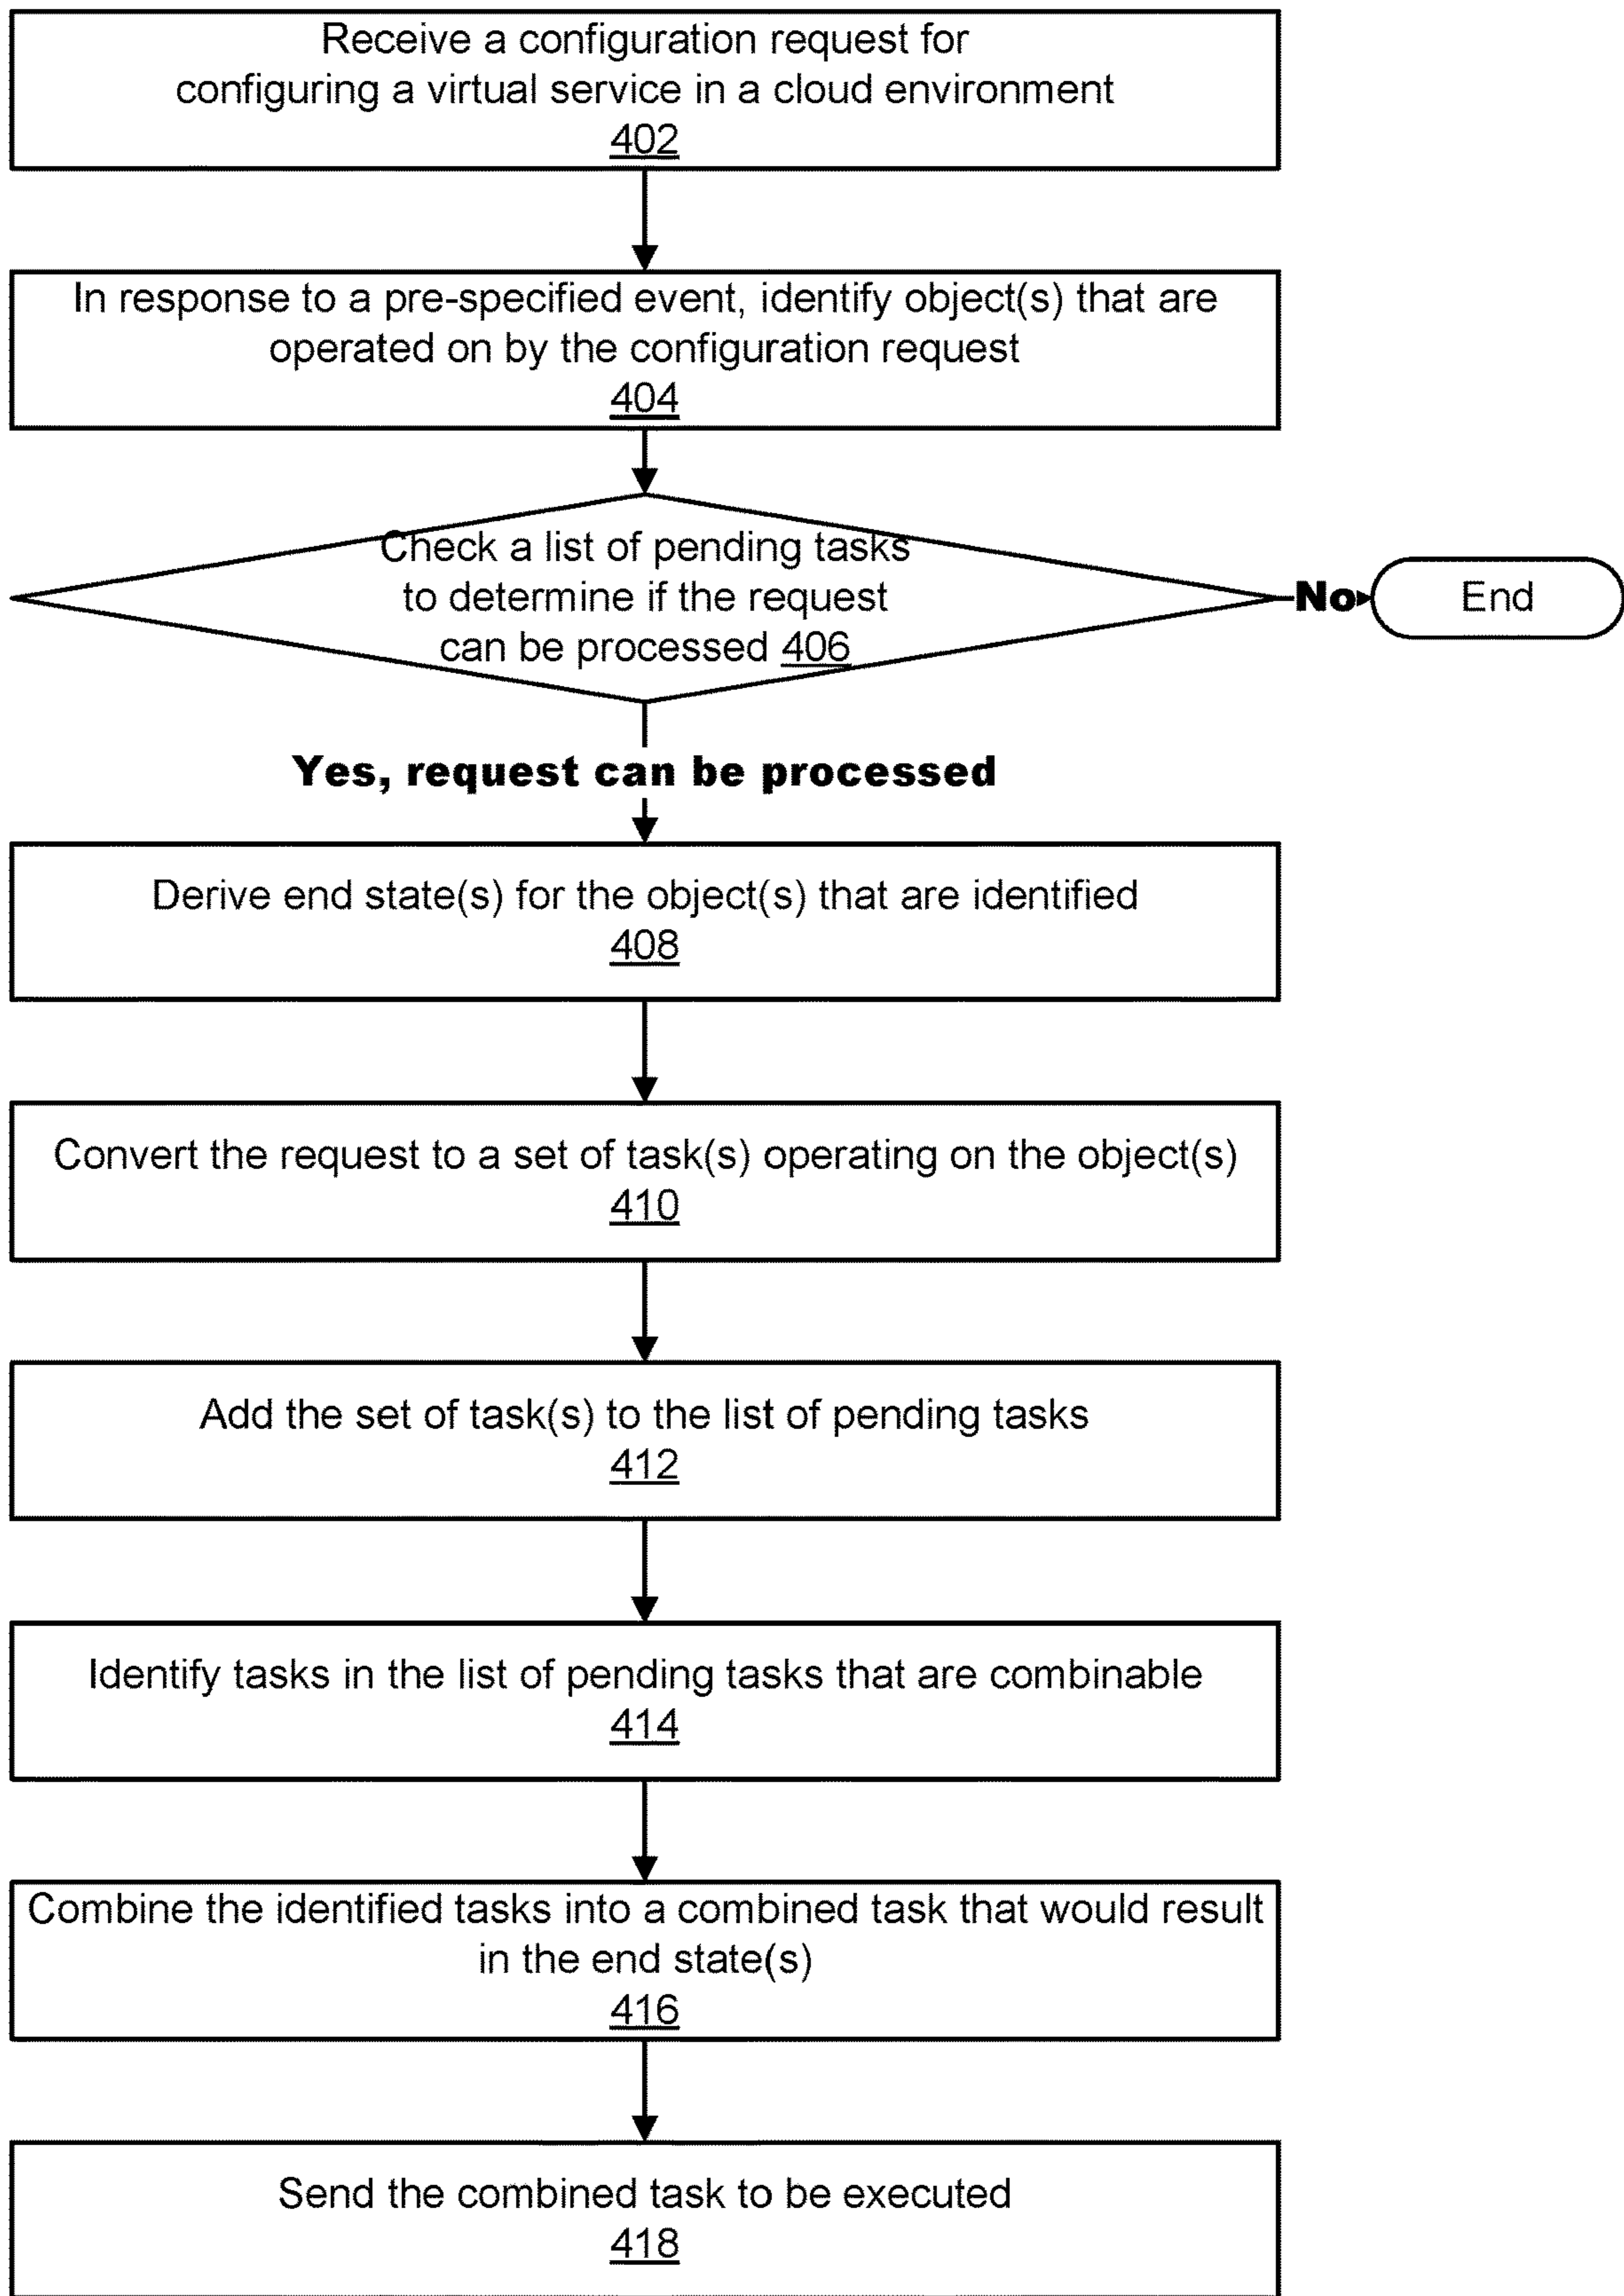 Receive a configuration request for
configuring a virtual service in a cloud environment
402
In response to a pre-specified event, identify object(s) that are
operated on by the configuration request
404
Check a list of pending tasks
to determine if the request
can be processed 406
No
End
Yes, request can be processed
Derive end state(s) for the object(s) that are identified
408
Convert the request to a set of task(s) operating on the object(s)
410
Add the set of task(s) to the list of pending tasks
412
Identify tasks in the list of pending tasks that are combinable
414
Combine the identified tasks into a combined task that would result
in the end state(s)
416
Send the combined task to be executed
418